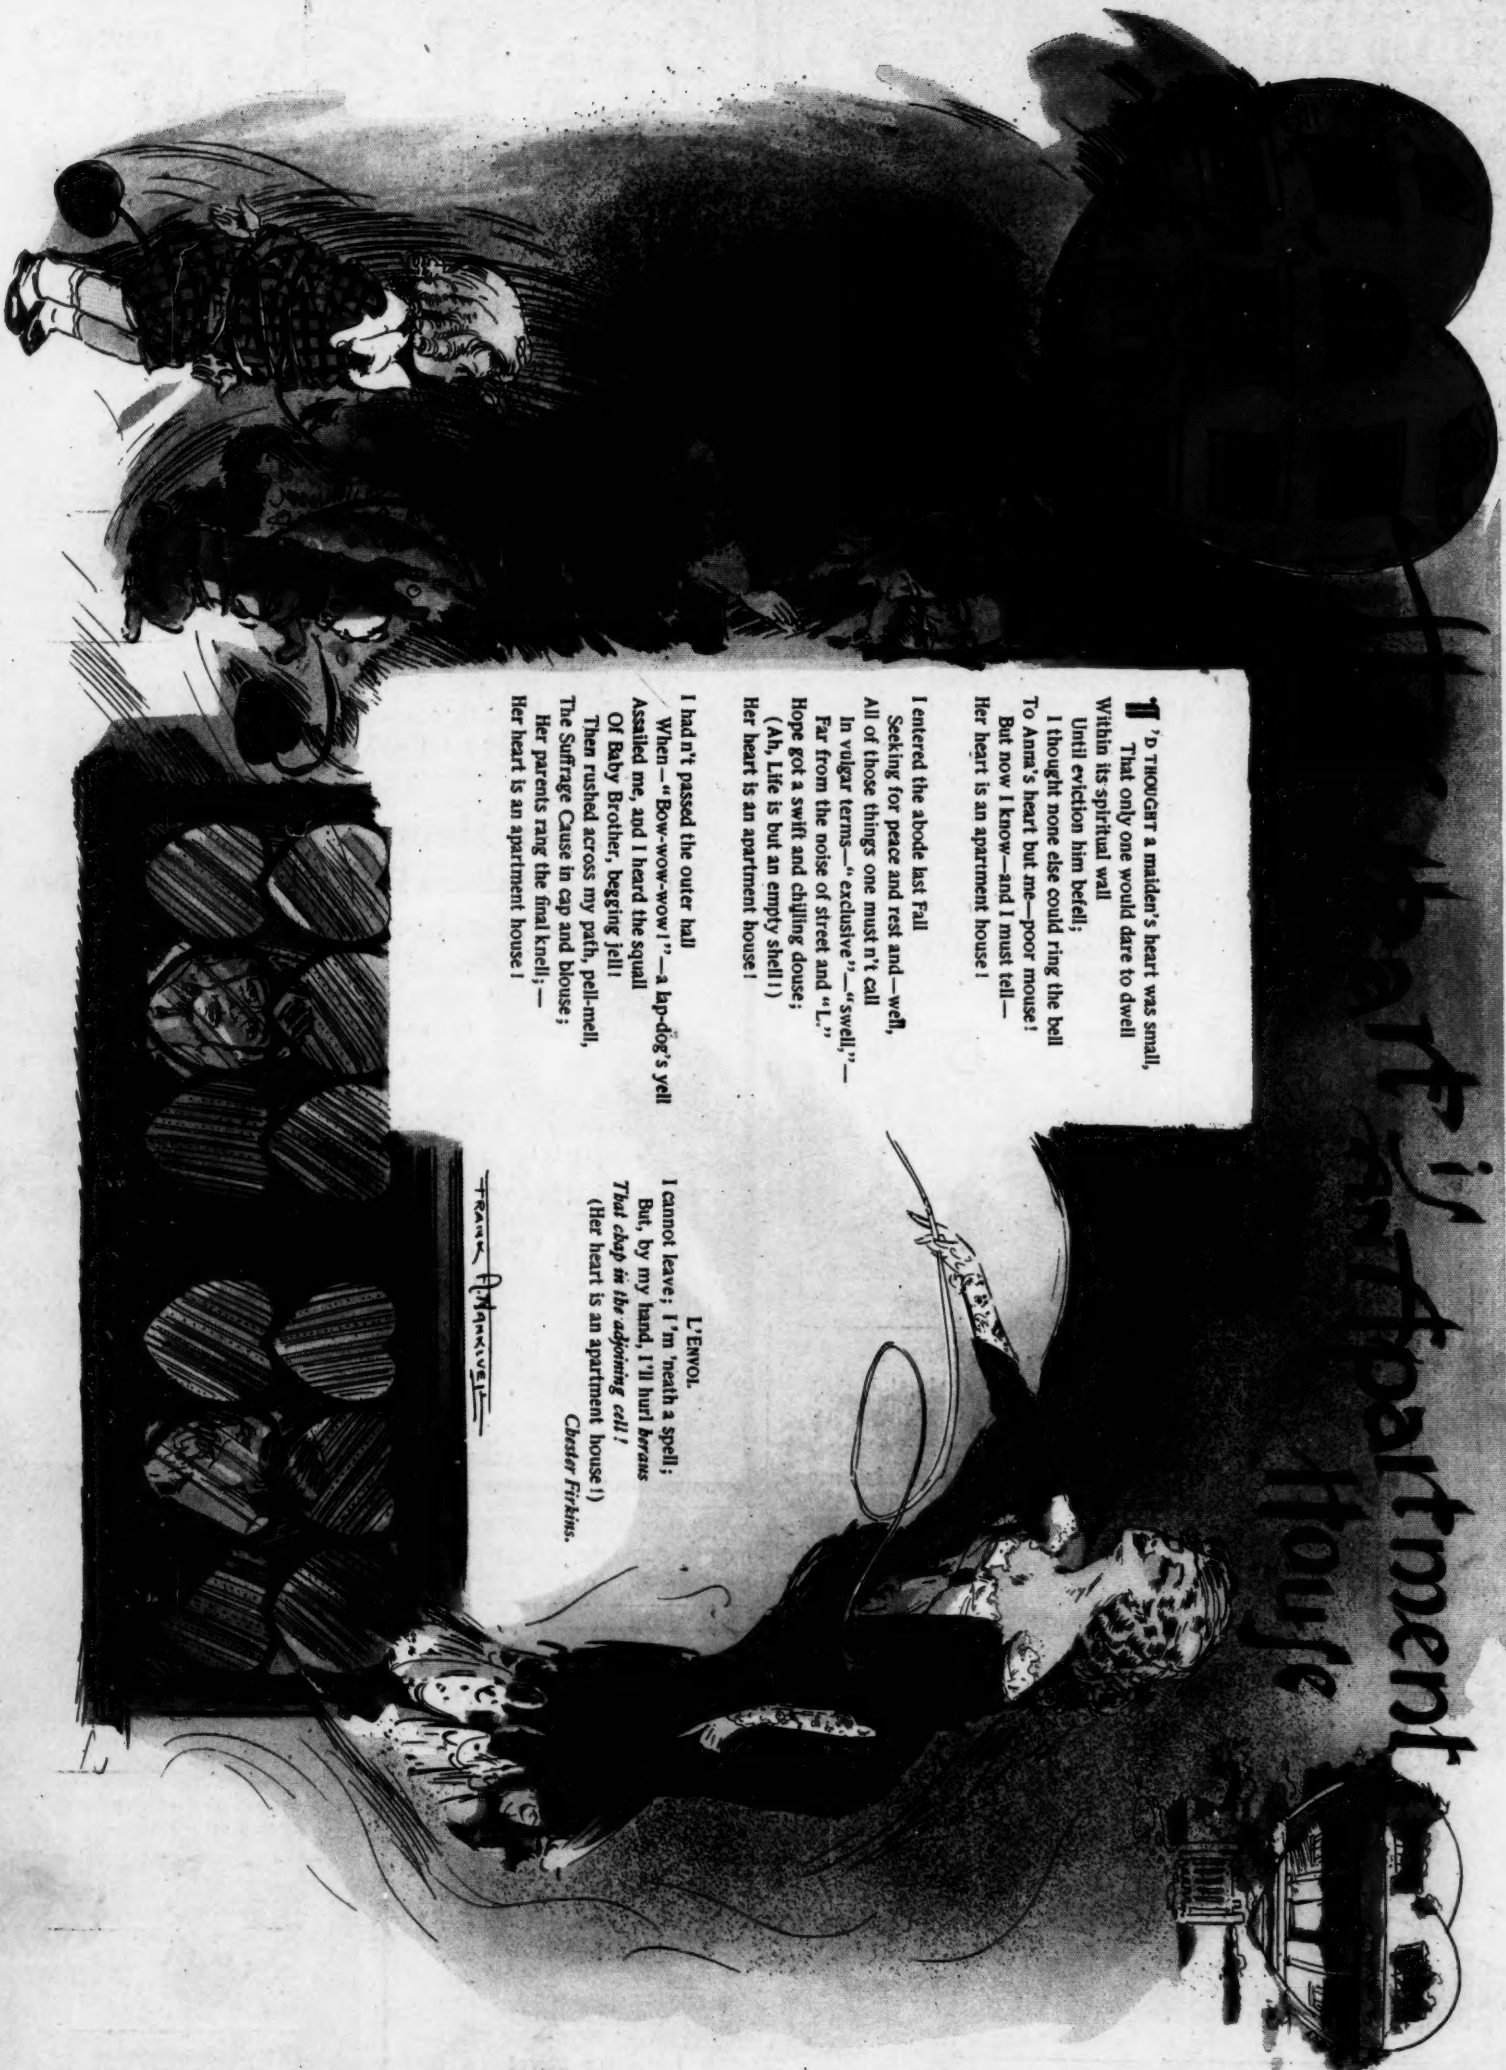 Her Heart is
An Apartment
House
I 'D THOUGHT a maiden's heart was small,
That only one would dare to dwell
Within its spiritual wall
Until eviction him befell;
I thought none else could ring the bell
To Anna's heart but me—poor mouse!
But now I know—and I must tell—
Her heart is an apartment house!
I entered the abode last Fall
Seeking for peace and rest and—well,
All of those things one must n't call
In vulgar terms—"exclusive"—"swell,"—
Far from the noise of street and "L."
Hope got a swift and chilling douse;
(Ah, Life is but an empty shell!)
Her heart is an apartment house!
I had n't passed the outer hall
When—"Bow-wow-wow!"—a lap-dog's yell
Assailed me, and I heard the squall
Of Baby Brother, begging jell!
Then rushed across my path, pell-mell,
The Suffrage Cause in cap and blouse;
Her parents rang the final knell;—
Her heart is an apartment house!
L'ENVOI.
I cannot leave; I 'm 'neath a spell;
But, by my hand, I'll hurl heraus
That chap in the adjoining cell!
(Her heart is an apartment house!)
Chester Firkins.
FRANK A. NANKIVELL